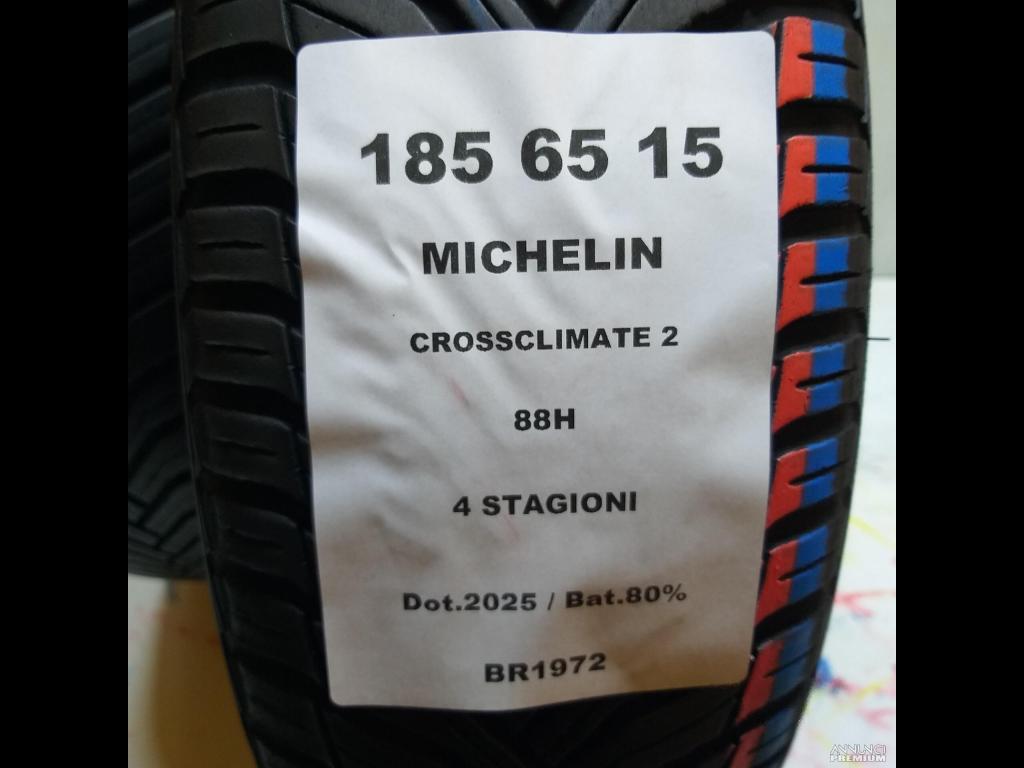 185 65 15
MICHELIN
CROSSCLIMATE 2
88H
4 STAGIONI
Dot.2025 / Bat.80%
BR1972
ANNUNCI
PREMIUM